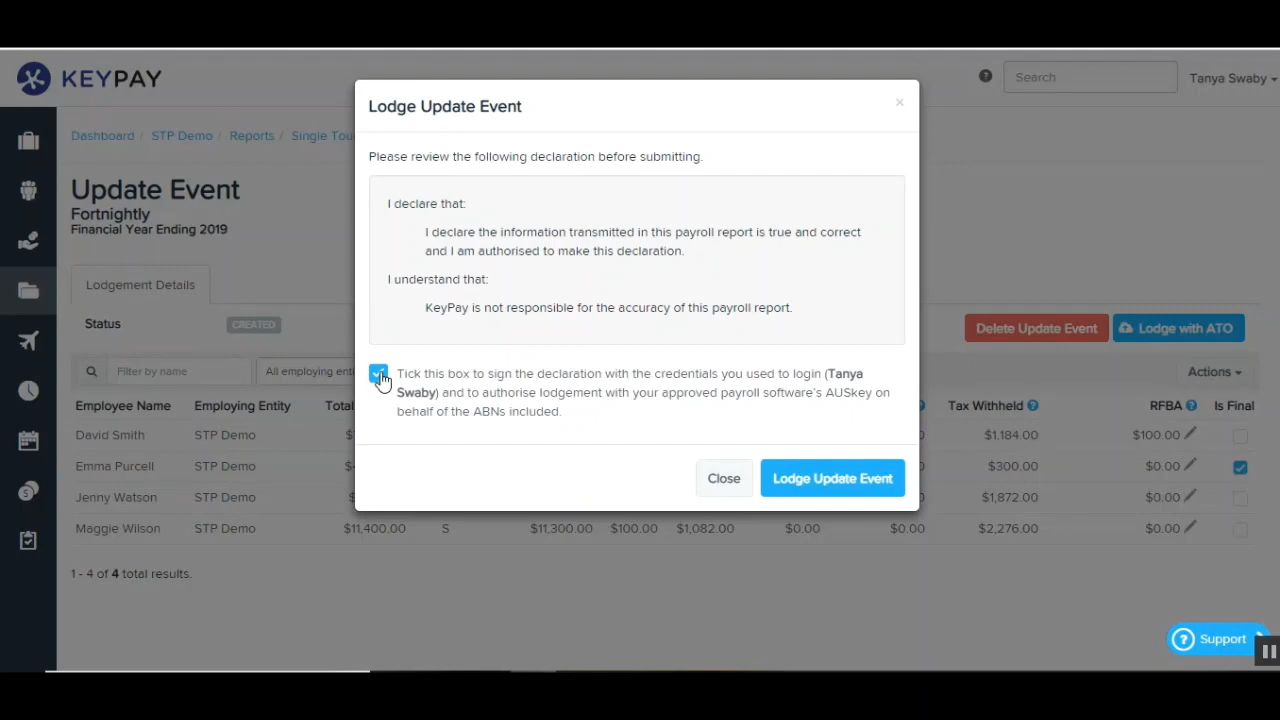 KEYPAY
Search
Tanya Swaby
Dashboard / STP Demo / Reports / Single Tou
Update Event
Fortnightly
Financial Year Ending 2019
Lodgement Details
Status CREATED
Delete Update Event Lodge with ATO
Filter by name All employing enti
Actions
Employee Name Employing Entity Total Tax Withheld RFBA Is Final
David Smith STP Demo $1,184.00 $100.00
Emma Purcell STP Demo $300.00 $0.00
Jenny Watson STP Demo $1,872.00 $0.00
Maggie Wilson STP Demo $11,400.00 S $11,300.00 $100.00 $1,082.00 $0.00 $0.00 $2,276.00 $0.00
1 - 4 of 4 total results.
Lodge Update Event ×
Please review the following declaration before submitting.
I declare that:
I declare the information transmitted in this payroll report is true and correct
and I am authorised to make this declaration.
I understand that:
KeyPay is not responsible for the accuracy of this payroll report.
Tick this box to sign the declaration with the credentials you used to login (Tanya
Swaby) and to authorise lodgement with your approved payroll software's AUSkey on
behalf of the ABNs included.
Close Lodge Update Event
? Support